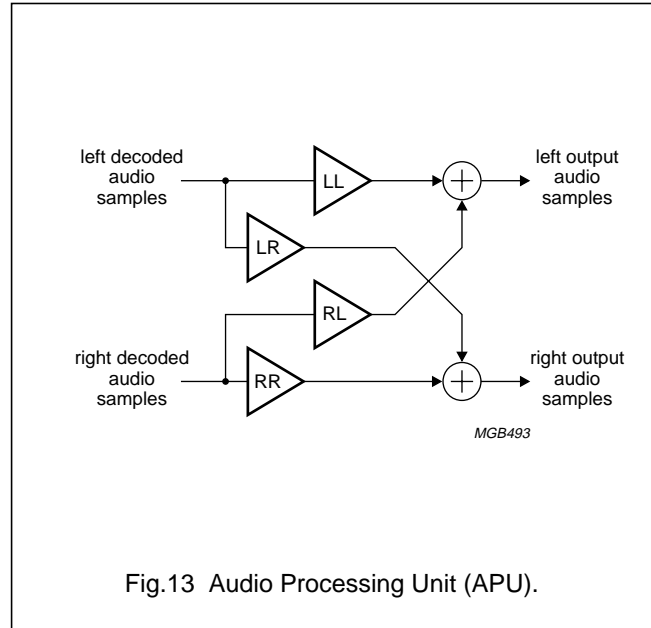 left decoded
audio
samples
LL
left output
audio
samples
LR
RL
right decoded
audio
samples
RR
right output
audio
samples
MGB493
Fig.13 Audio Processing Unit (APU).